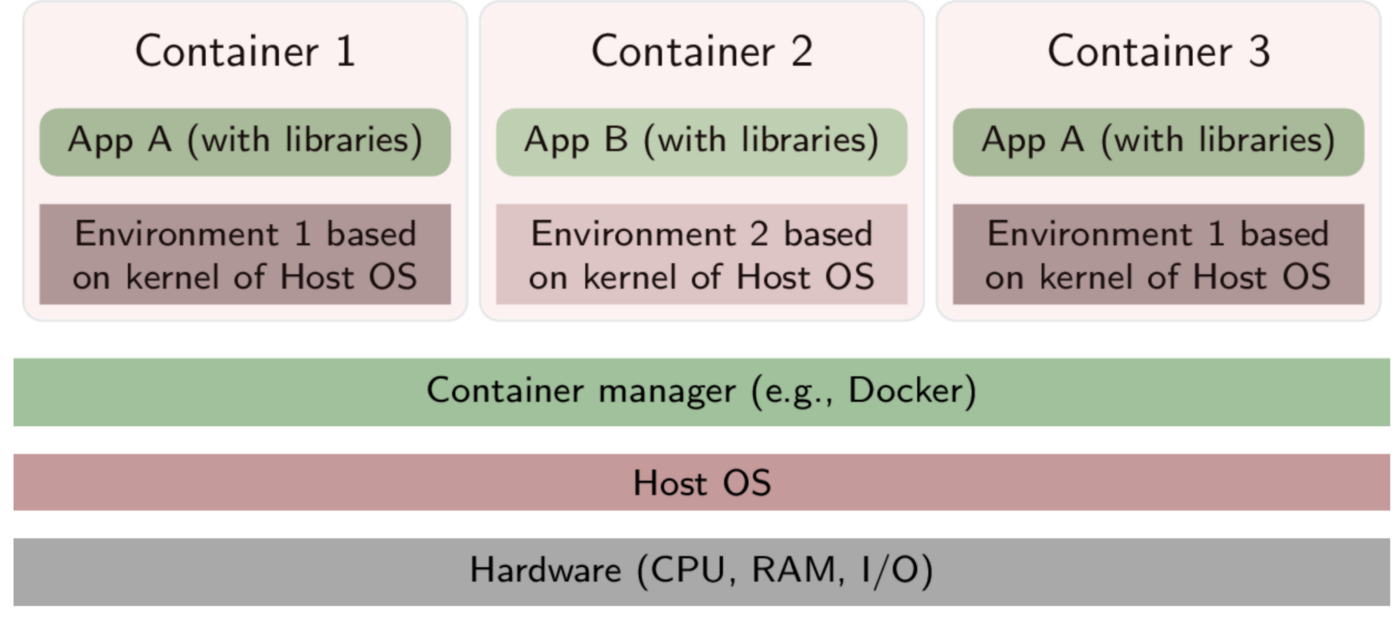 Container 1
Container 2
Container 3
App A (with libraries)
App B (with libraries)
App A (with libraries)
Environment 1 based
on kernel of Host OS
Environment 2 based
on kernel of Host OS
Environment 1 based
on kernel of Host OS
Container manager (e.g., Docker)
Host OS
Hardware (CPU, RAM, I/O)